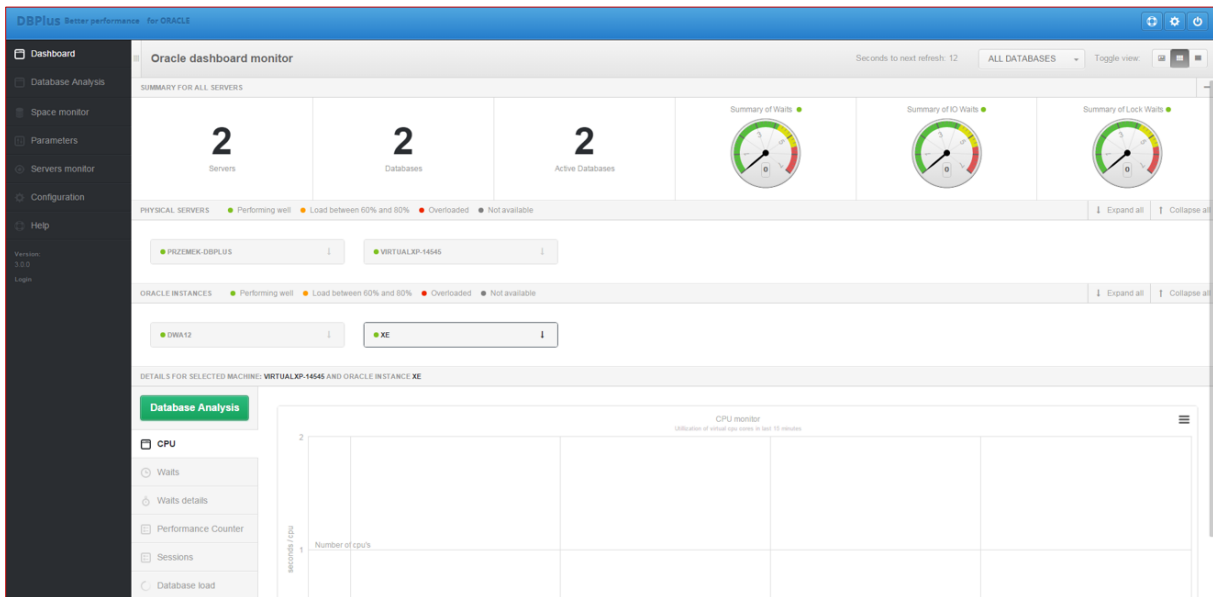 DBPlus Better performance for ORACLE
Dashboard
Database Analysis
Space monitor
Parameters
Servers monitor
Configuration
Help
Version:
3.0.0
Login:
Oracle dashboard monitor
Seconds to next refresh: 12
ALL DATABASES
Toggle view:
SUMMARY FOR ALL SERVERS
2
Servers
2
Databases
2
Active Databases
Summary of Waits
0
Summary of IO Waits
0
Summary of Lock Waits
0
PHYSICAL SERVERS Performing well Load between 60% and 80% Overloaded Not available
Expand all Collapse all
PRZEMEK-DBPLUS
VIRTUALXP-14545
ORACLE INSTANCES Performing well Load between 60% and 80% Overloaded Not available
Expand all Collapse all
DWA12
XE
DETAILS FOR SELECTED MACHINE: VIRTUALXP-14545 AND ORACLE INSTANCE XE
Database Analysis
CPU
Waits
Waits details
Performance Counter
Sessions
Database load
CPU monitor
Utilization of virtual cpu cores in last 15 minutes
2
1
seconds / cpu
Number of cpu's